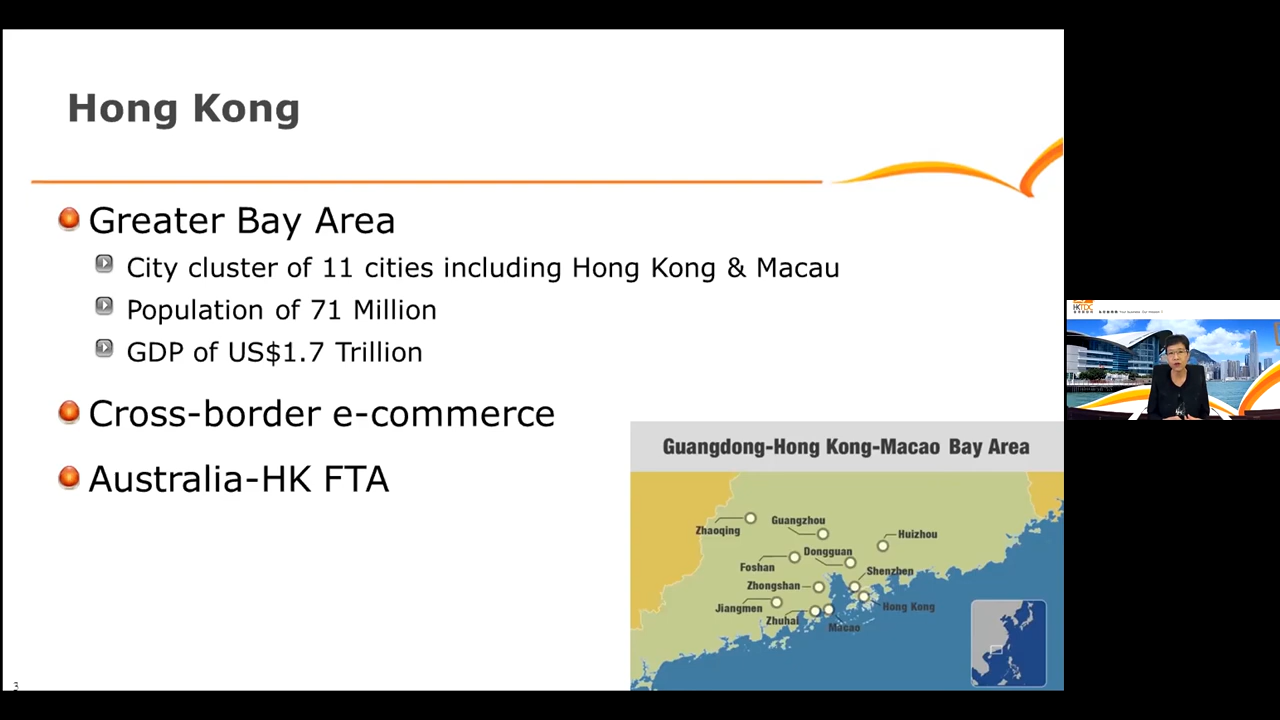 Hong Kong
Greater Bay Area
City cluster of 11 cities including Hong Kong & Macau
Population of 71 Million
GDP of US$1.7 Trillion
Cross-border e-commerce
Australia-HK FTA
Guangdong-Hong Kong-Macao Bay Area
Zhaoqing
Guangzhou
Huizhou
Dongguan
Foshan
Shenzhen
Zhongshan
Jiangmen
Hong Kong
Zhuhai
Macao
3
HKTDC